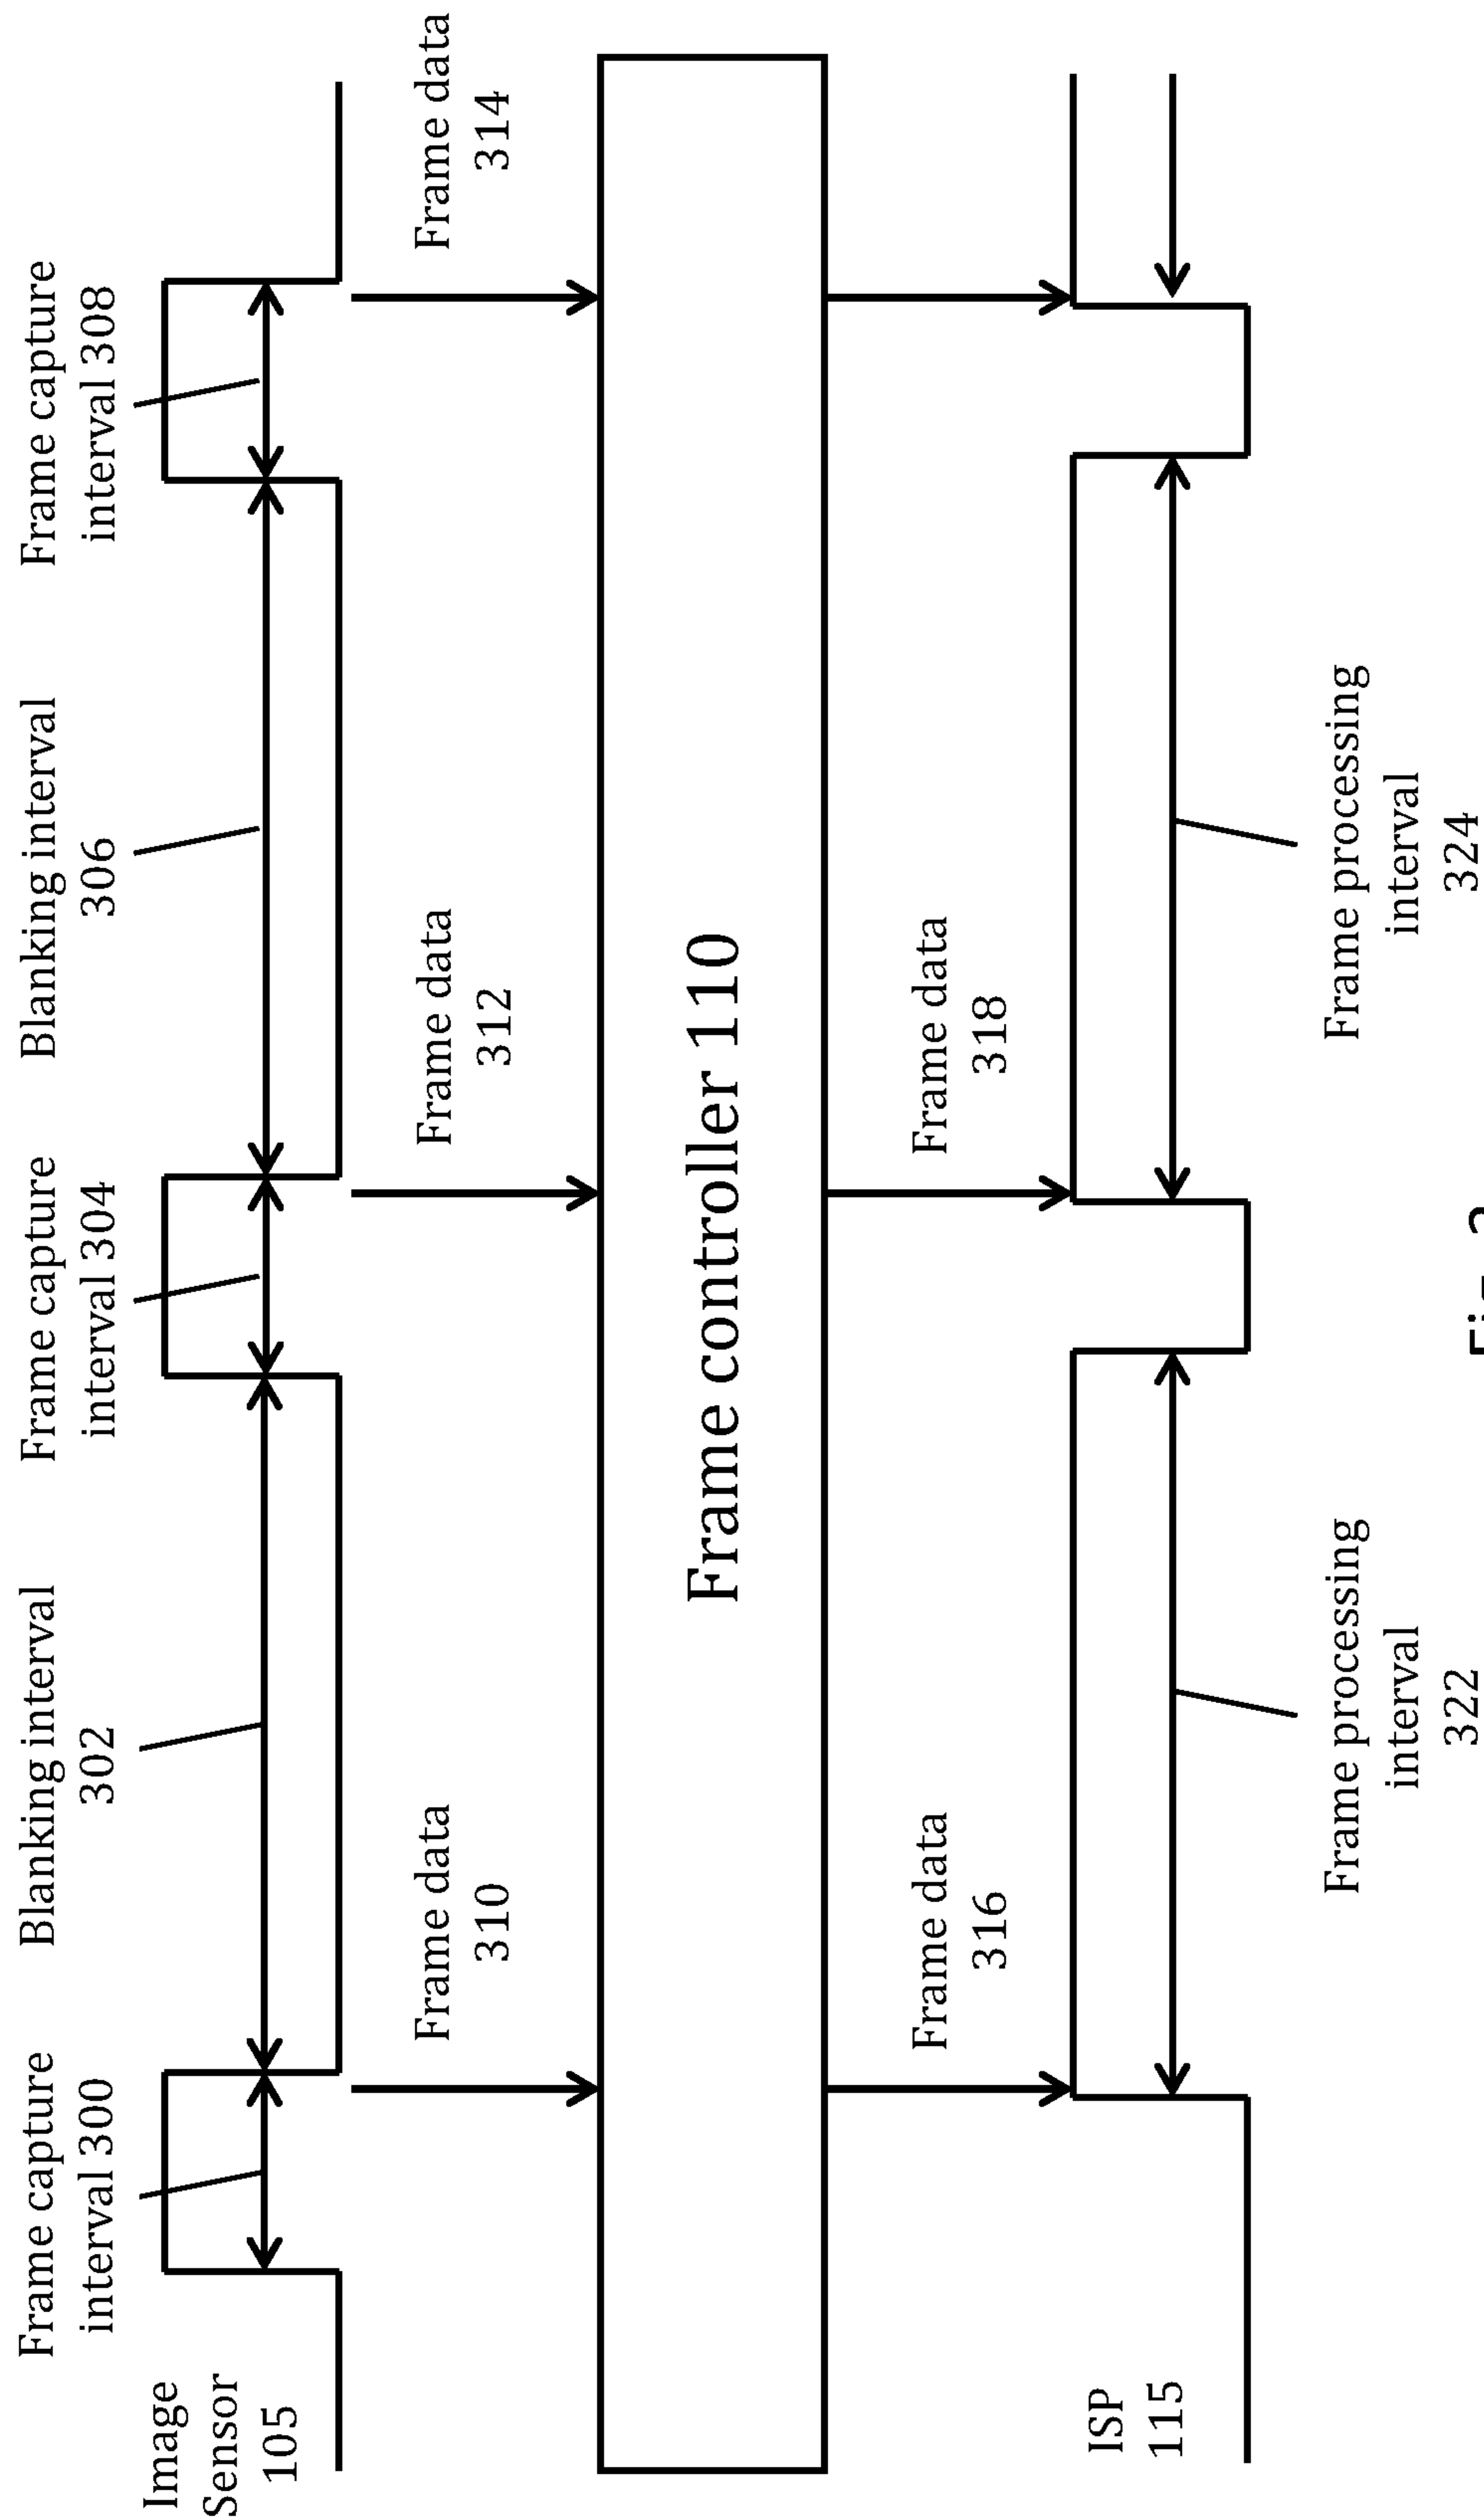 Frame capture
interval 300
Blanking interval
302
Frame capture
interval 304
Blanking interval
306
Frame capture
interval 308
Image
Sensor
105
Frame data
310
Frame data
312
Frame data
314
Frame controller 110
Frame data
316
Frame data
318
ISP
115
Frame processing
interval
322
Frame processing
interval
324